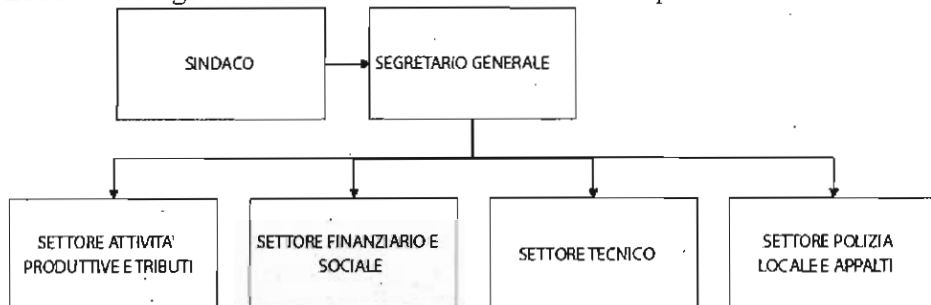 SINDACO
SEGRETARIO GENERALE
SETTORE ATTIVITA'
PRODUTTIVE E TRIBUTI
SETTORE FINANZIARIO E
SOCIALE
SETTORE TECNICO
SETTORE POLIZIA
LOCALE E APPALTI